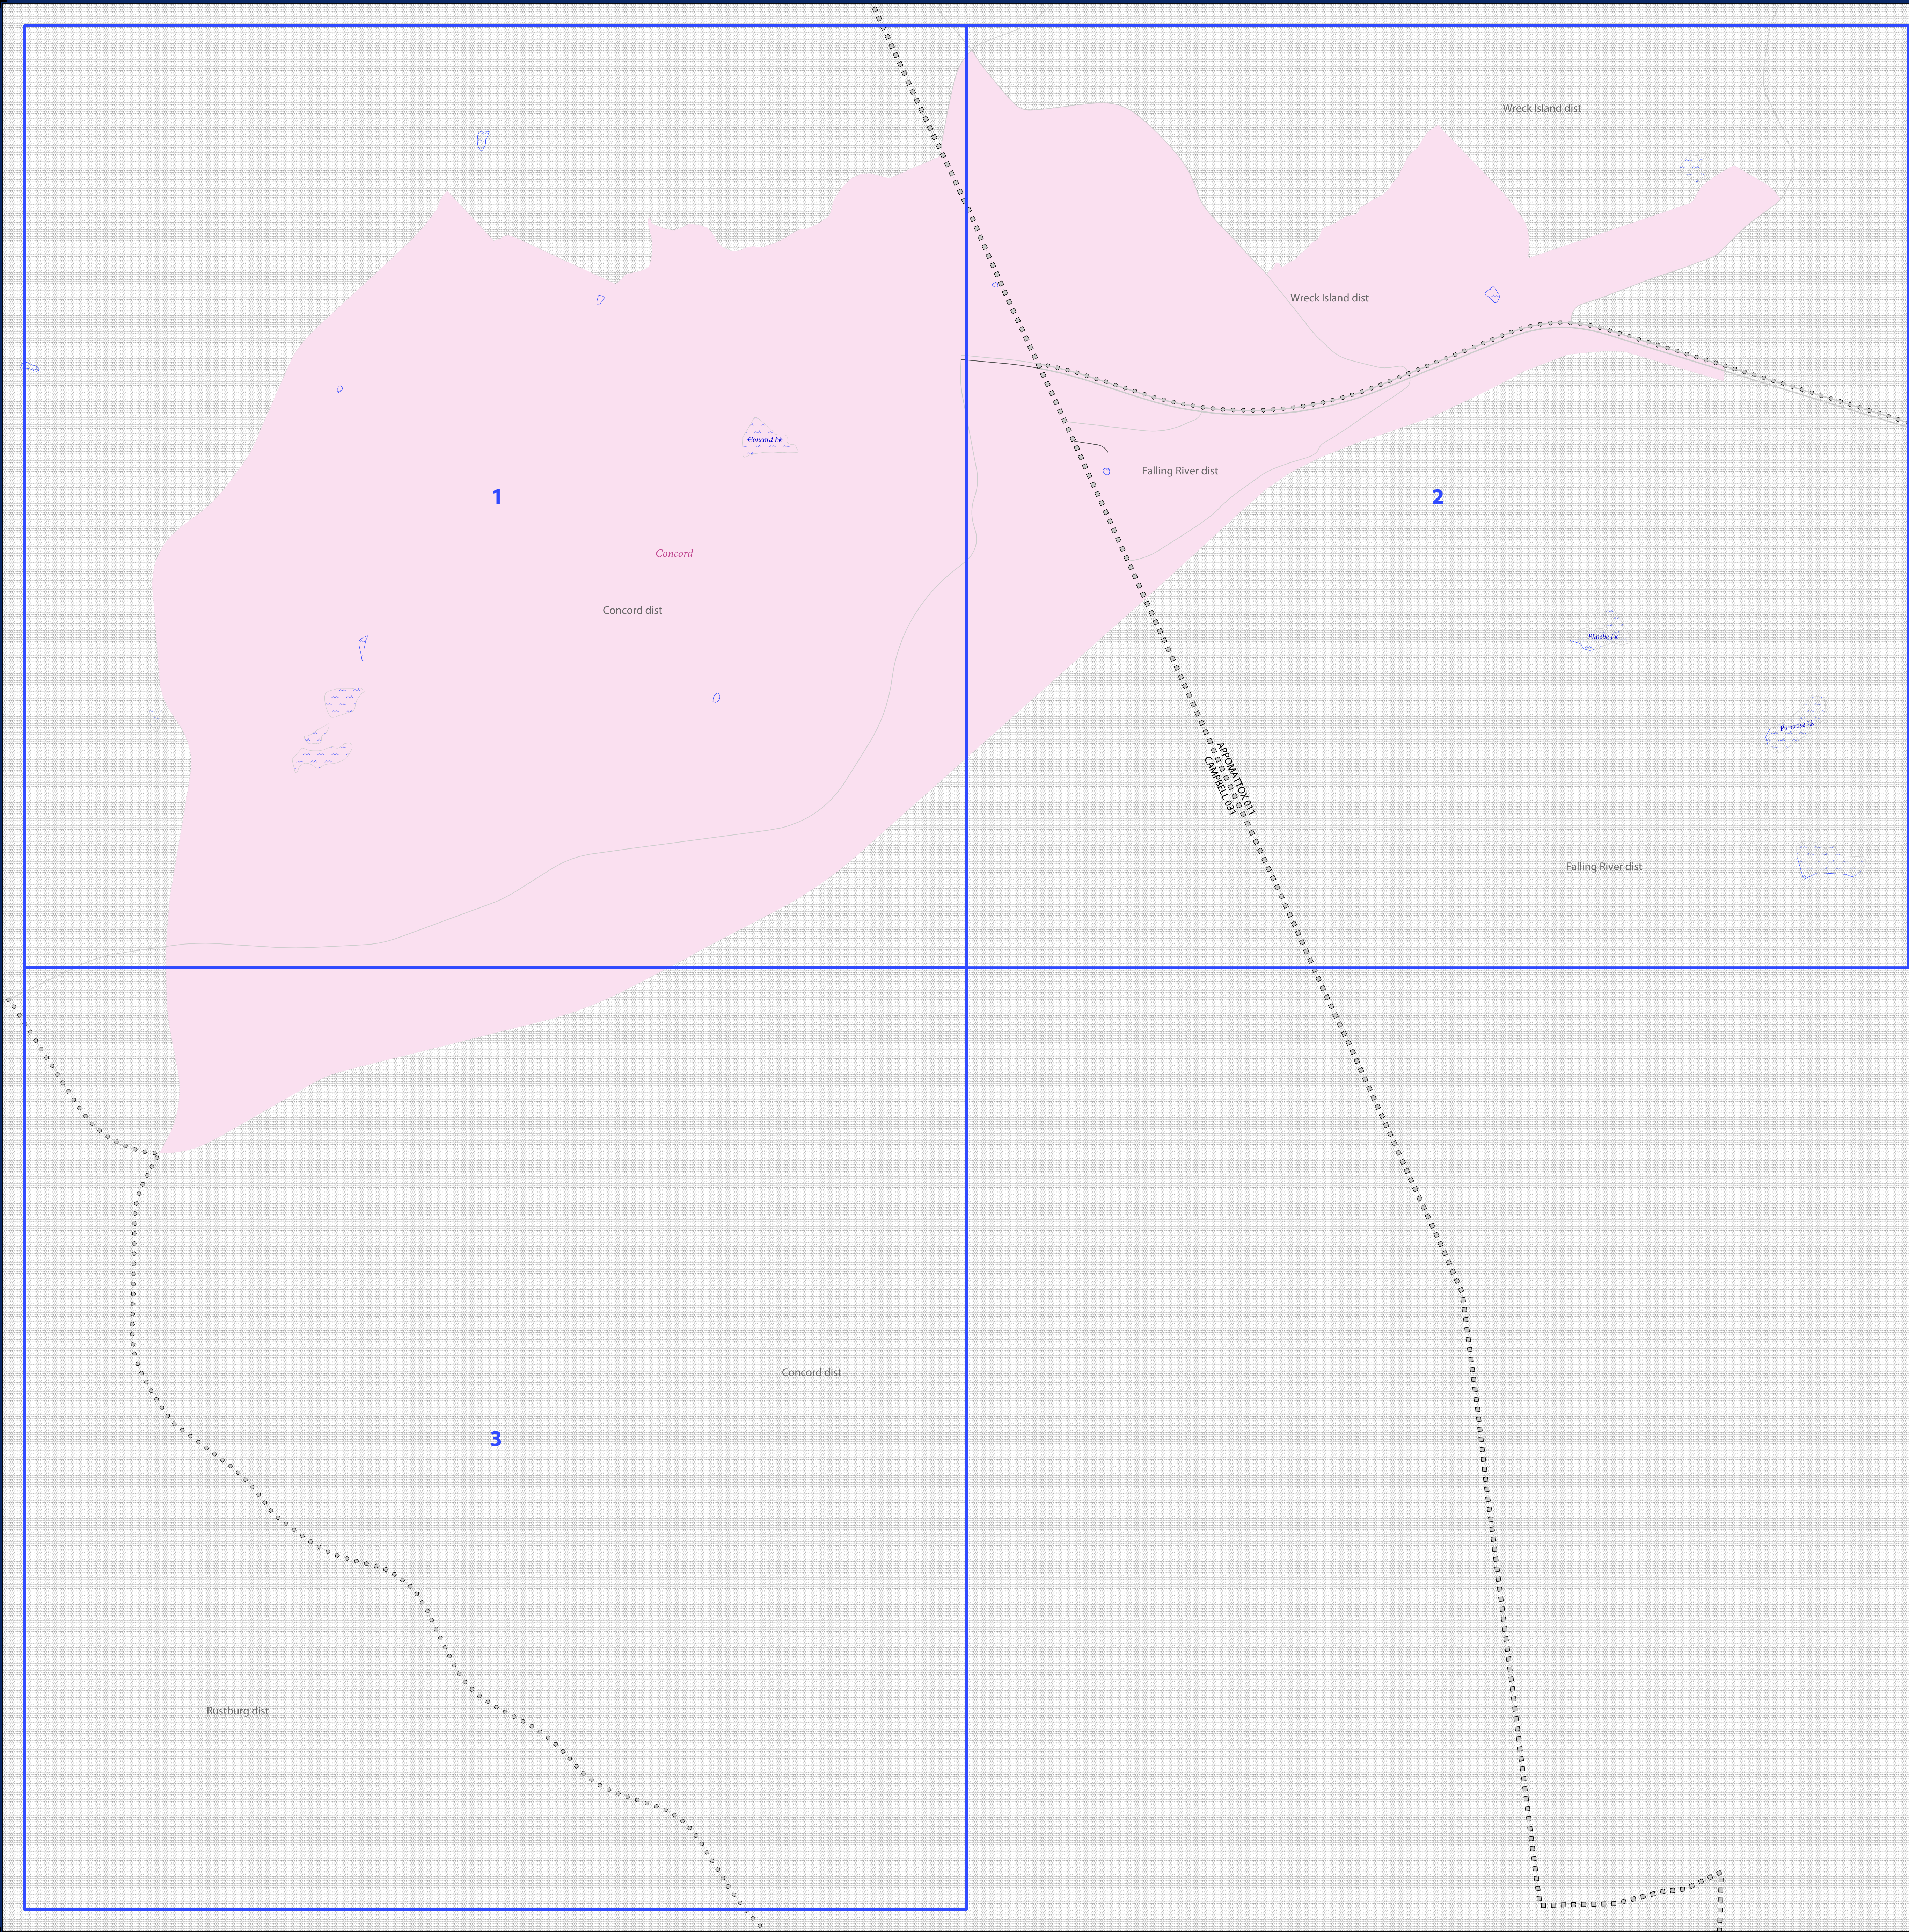 Wreck Island dist
Wreck Island dist
Concord Lk
Falling River dist
1
2
Concord
Concord dist
Phoebe Lk
Paradise Lk
APPOMATTOX 011
CAMPBELL 031
Falling River dist
Concord dist
3
Rustburg dist